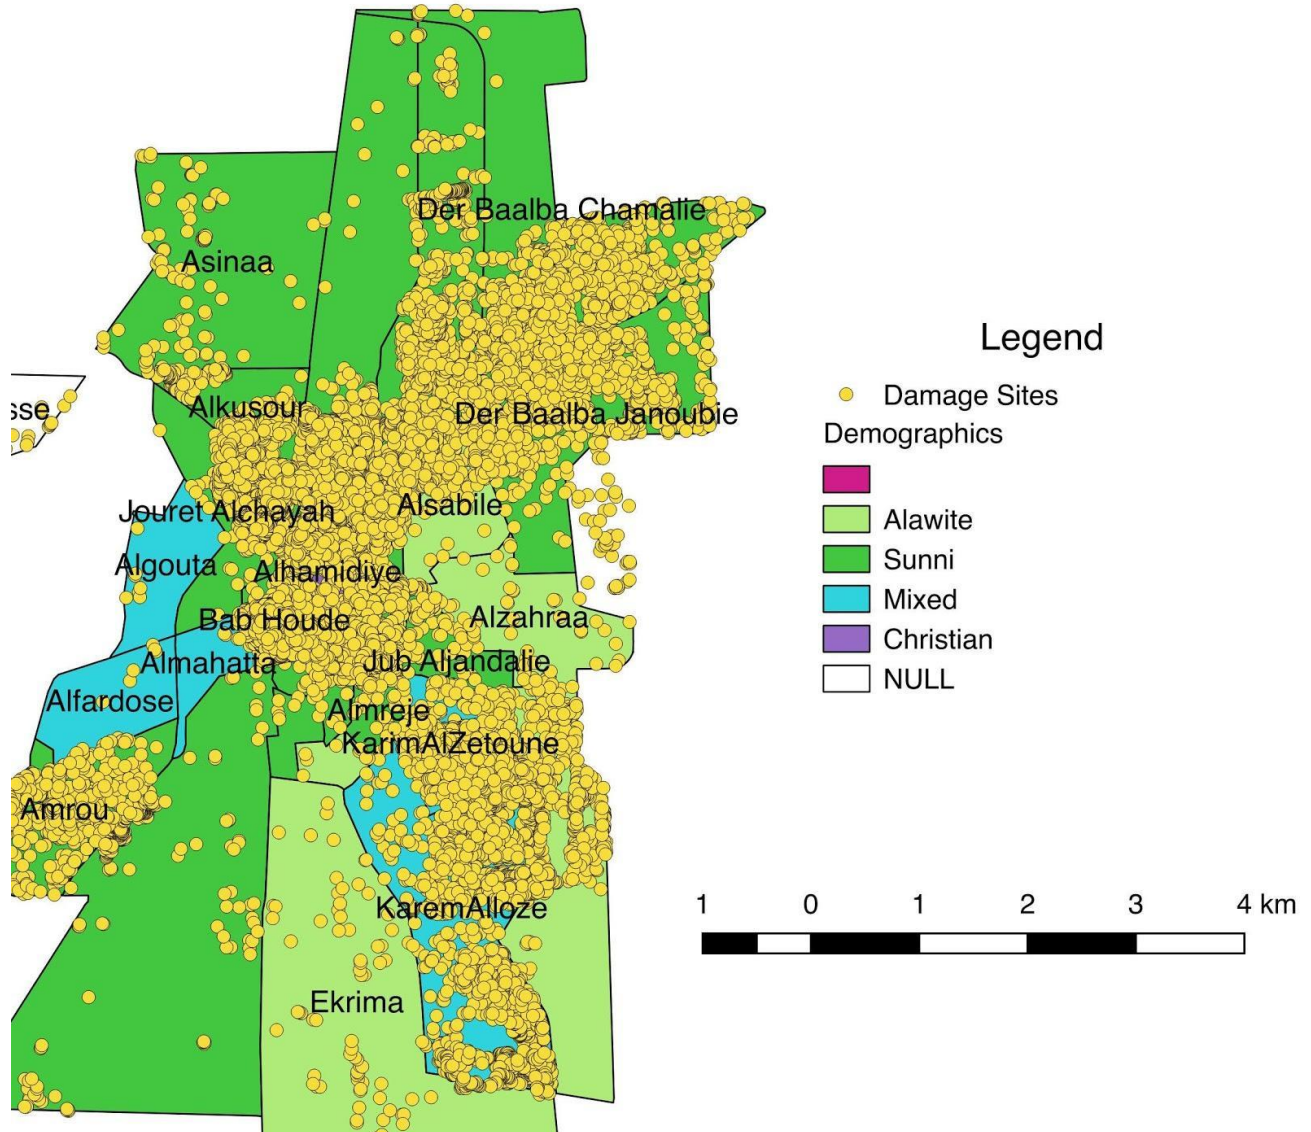 Der Baalba Chamalie
Asinaa
sse
Alkusour
Der Baalba Janoubie
Jouret Alchayah
Alsabile
Algouta
Alhamidiye
Bab Houde
Alzahraa
Almahatta
Jub Aljandalie
Alfardose
Almreje
KarimAlZetoune
Amrou
KaremAlloze
Ekrima
Legend
Damage Sites
Demographics
Alawite
Sunni
Mixed
Christian
NULL
1 0 1 2 3 4 km